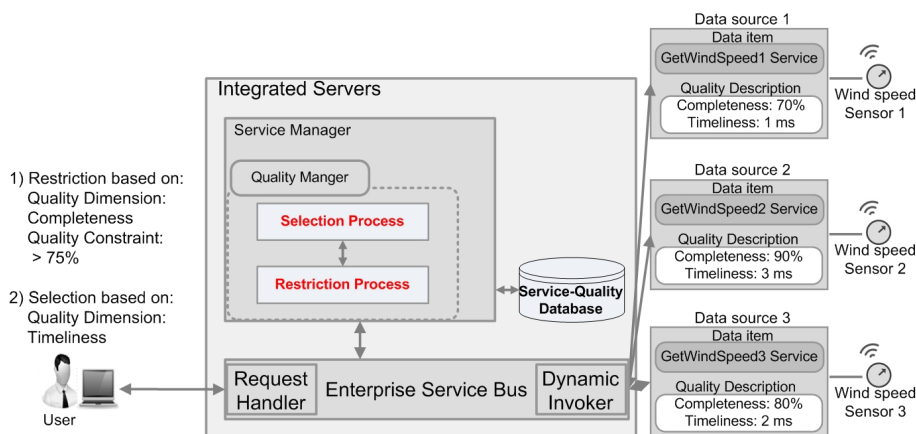 1) Restriction based on:
Quality Dimension:
Completeness
Quality Constraint:
> 75%
2) Selection based on:
Quality Dimension:
Timeliness
User
Integrated Servers
Service Manager
Quality Manger
Selection Process
Restriction Process
Service-Quality
Database
Request
Handler
Enterprise Service Bus
Dynamic
Invoker
Data source 1
Data item
GetWindSpeed1 Service
Quality Description
Completeness: 70%
Timeliness: 1 ms
Wind speed
Sensor 1
Data source 2
Data item
GetWindSpeed2 Service
Quality Description
Completeness: 90%
Timeliness: 3 ms
Wind speed
Sensor 2
Data source 3
Data item
GetWindSpeed3 Service
Quality Description
Completeness: 80%
Timeliness: 2 ms
Wind speed
Sensor 3